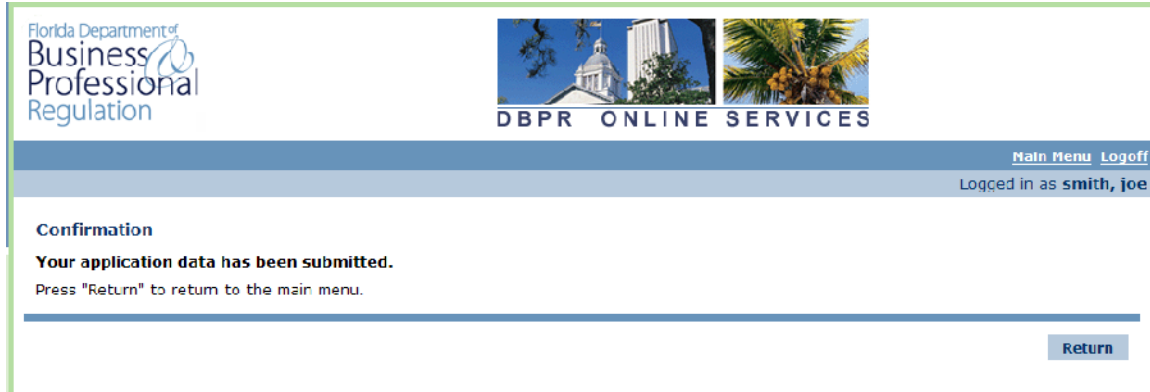 Florida Department of
Business &
Professional
Regulation
DBPR ONLINE SERVICES
Main Menu Logoff
Logged in as smith, joe
Confirmation
Your application data has been submitted.
Press "Return" to return to the main menu.
Return